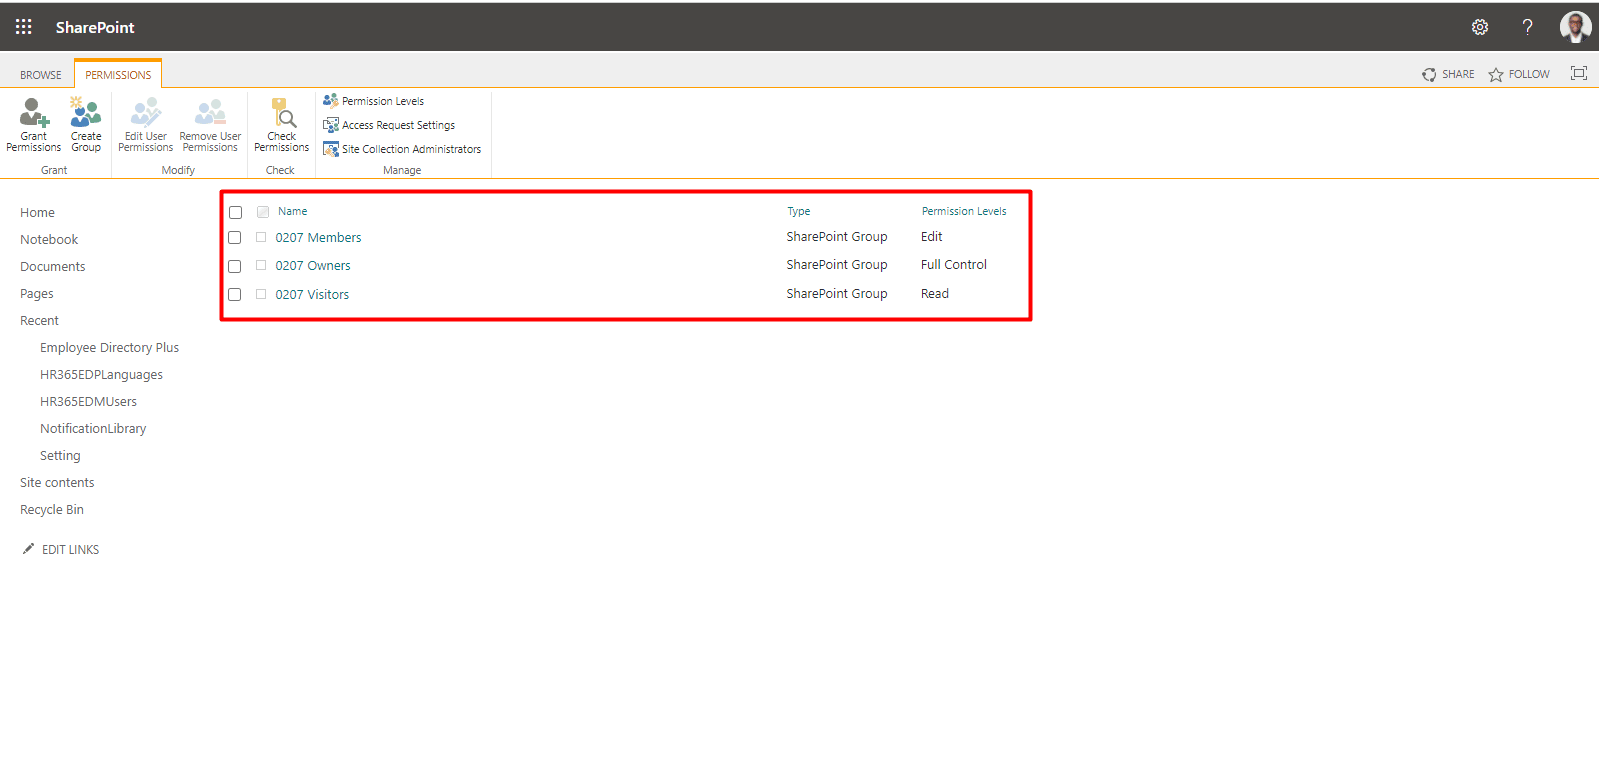 SharePoint
?
BROWSE PERMISSIONS
SHARE FOLLOW
Grant Permissions
Create Group
Grant
Edit User Permissions
Remove User Permissions
Modify
Check Permissions
Check
Permission Levels
Access Request Settings
Site Collection Administrators
Manage
Home
Notebook
Documents
Pages
Recent
Employee Directory Plus
HR365EDPLanguages
HR365EDMUsers
NotificationLibrary
Setting
Site contents
Recycle Bin
EDIT LINKS
Name Type Permission Levels
0207 Members SharePoint Group Edit
0207 Owners SharePoint Group Full Control
0207 Visitors SharePoint Group Read